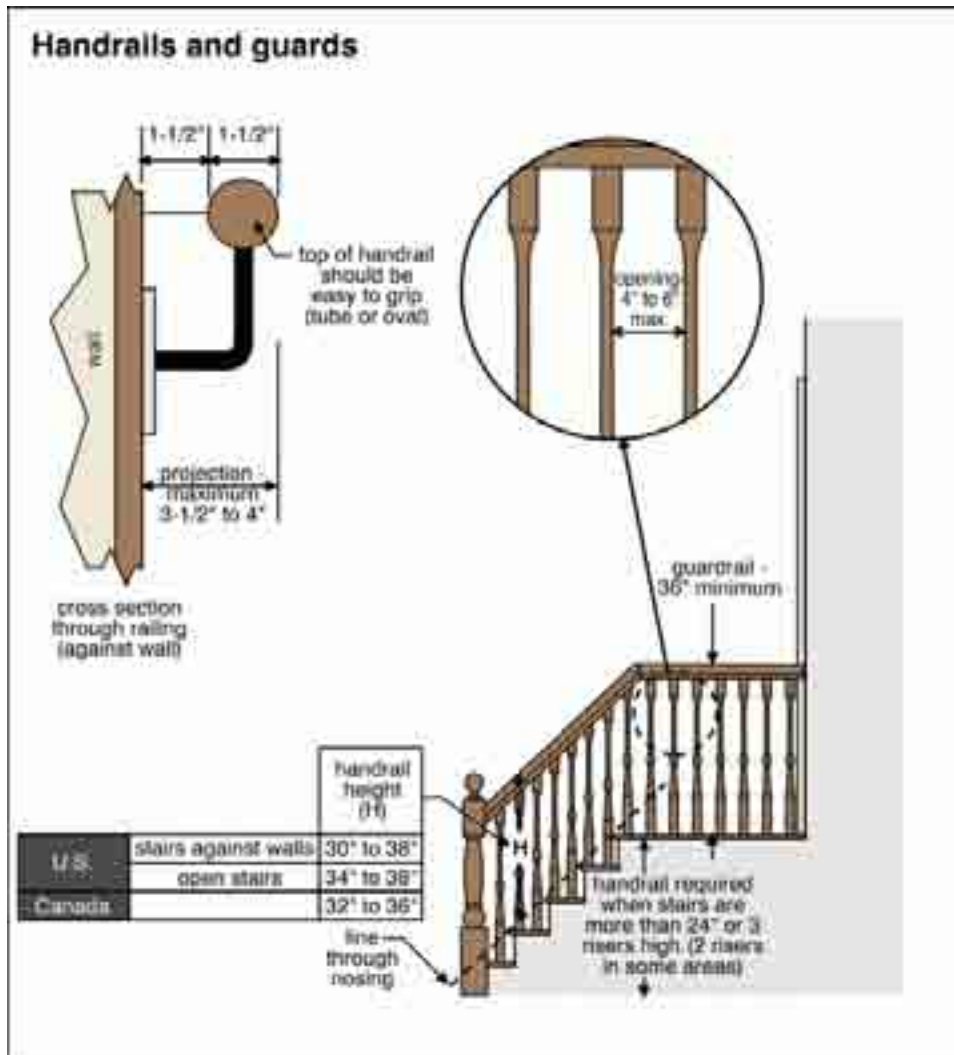 Handrails and guards
1-1/2" 1-1/2"
top of handrail
should be
easy to grip
(tube or oval)
wall
projection -
maximum
3-1/2" to 4"
cross section
through railing
(against wall)
opening
4" to 6"
max.
guardrail -
36" minimum
handrail
height
(H)
U.S.
stairs against walls 30" to 38"
open stairs 34" to 38"
Canada 32" to 36"
H
line
through
nosing
handrail required
when stairs are
more than 24" or 3
risers high (2 risers
in some areas)